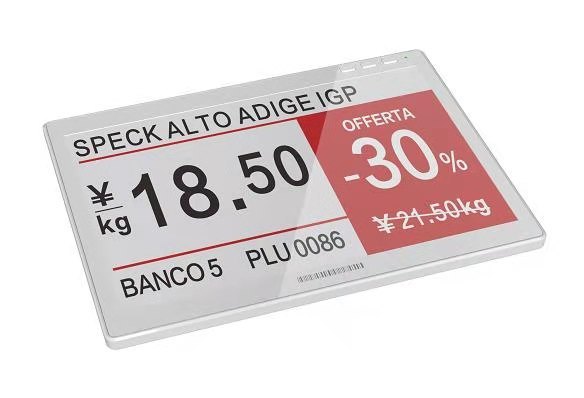 SPECK ALTO ADIGE IGP
¥/kg 18.50
OFFERTA
-30%
¥ 21.50kg
BANCO 5 PLU 0086